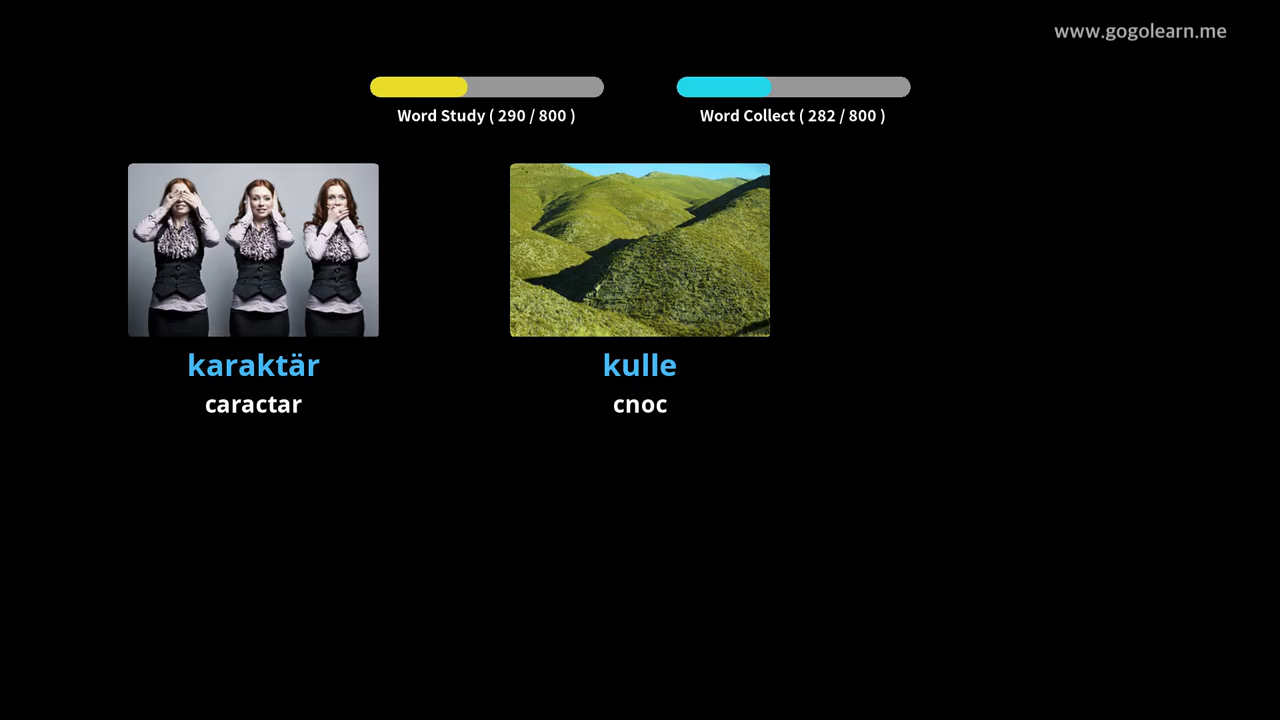 www.gogolearn.me
Word Study ( 290 / 800 )
Word Collect ( 282 / 800 )
karaktär
caractar
kulle
cnoc